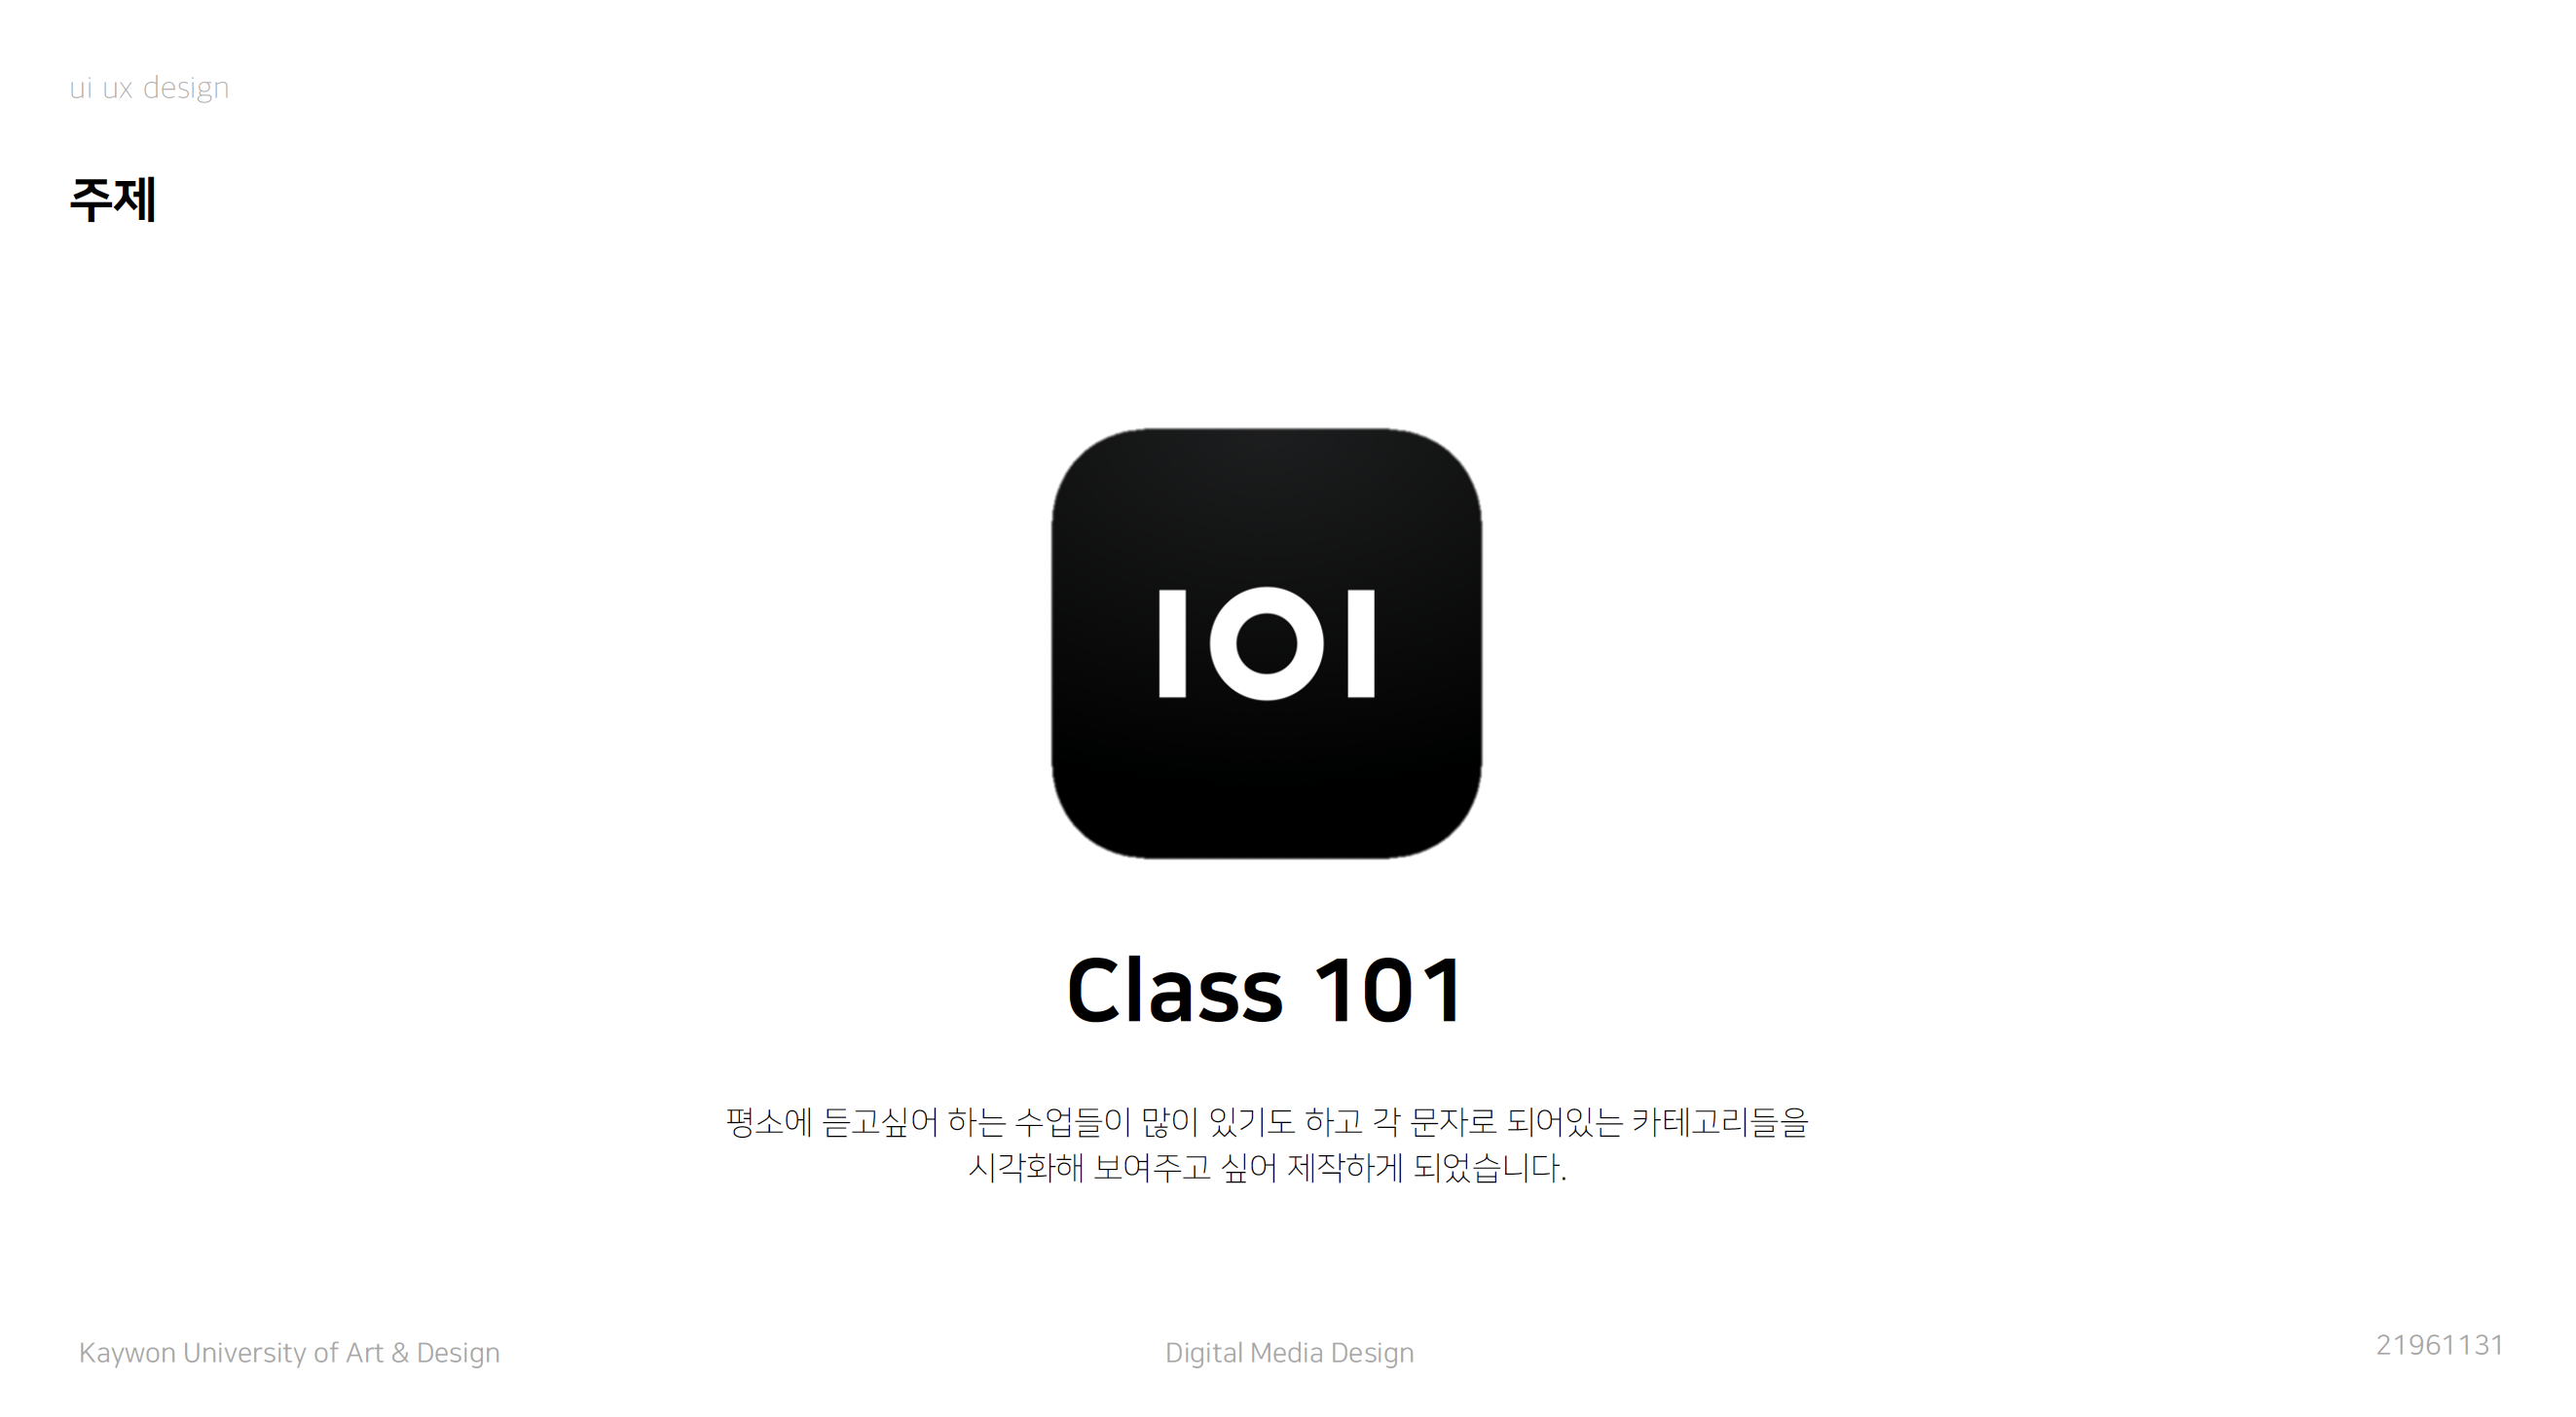 ui ux design
주제
101
Class 101
평소에 듣고싶어 하는 수업들이 많이 있기도 하고 각 문자로 되어있는 카테고리들을
시각화해 보여주고 싶어 제작하게 되었습니다.
Kaywon University of Art & Design
Digital Media Design
21961131